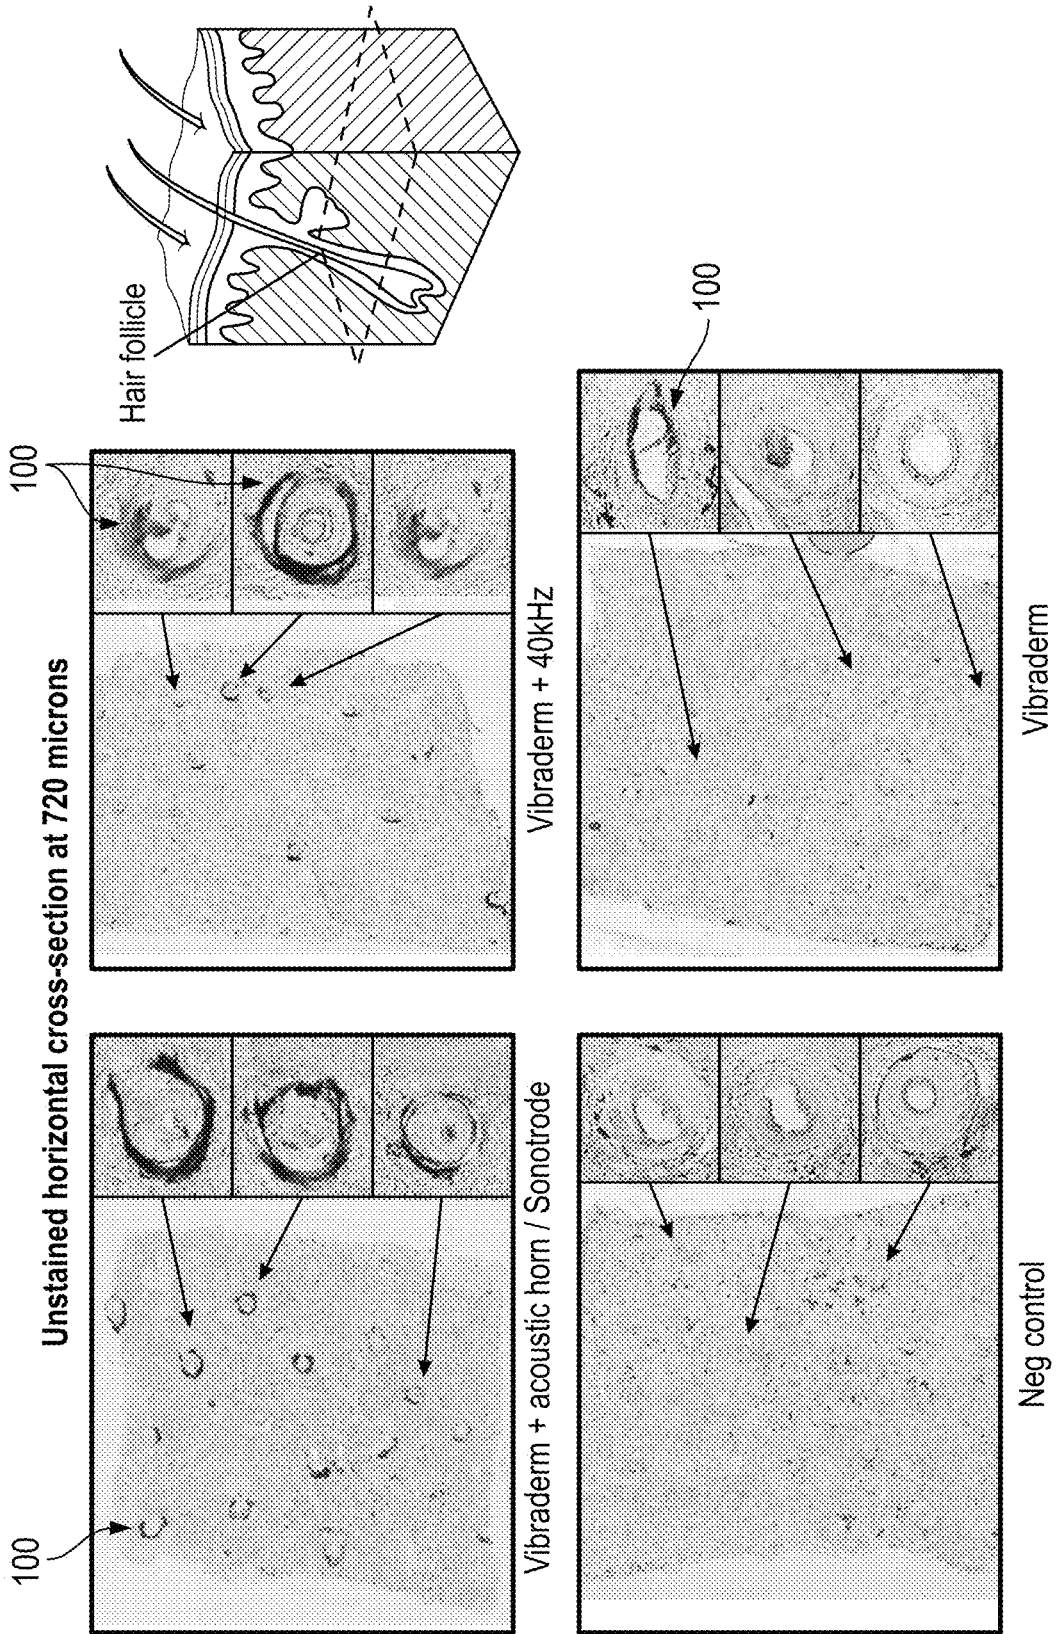 Unstained horizontal cross-section at 720 microns
100
100
Hair follicle
Vibraderm + acoustic horn / Sonotrode
Vibraderm + 40kHz
100
Neg control
Vibraderm